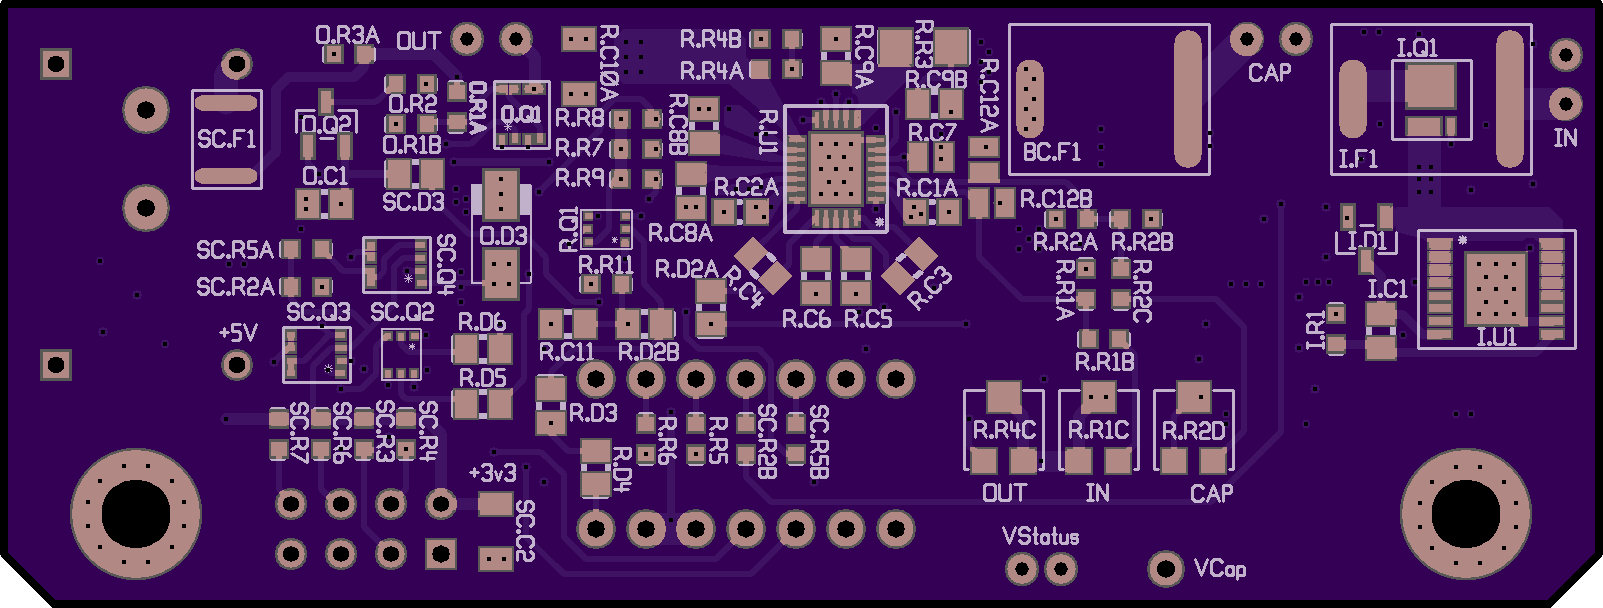 O.R3A
OUT
R.C10A
R.R4B
R.R4A
R.C9A
R.R3
R.C9B
R.C12A
CAP
I.Q1
IN
O.R2
O.R1A
O.Q1
R.R8
R.C8B
R.U1
R.C7
BC.F1
I.F1
SC.F1
O.Q2
O.R1B
R.R7
O.C1
SC.D3
R.R9
R.C2A
R.C1A
R.C12B
SC.R5A
SC.Q4
O.D3
R.Q1
R.C8A
R.R2A
R.R2B
I.D1
SC.R2A
R.R11
R.D2A
R.C4
R.C3
R.R1A
R.R2C
I.C1
SC.Q3
SC.Q2
R.D6
R.C6
R.C5
+5V
R.C11
R.D2B
R.R1B
I.R1
I.U1
R.D5
R.D3
SC.R7
SC.R6
SC.R3
SC.R4
R.R6
R.R5
SC.R2B
SC.R5B
R.R4C
R.R1C
R.R2D
+3v3
R.D4
OUT
IN
CAP
SC.C2
VStatus
VCap